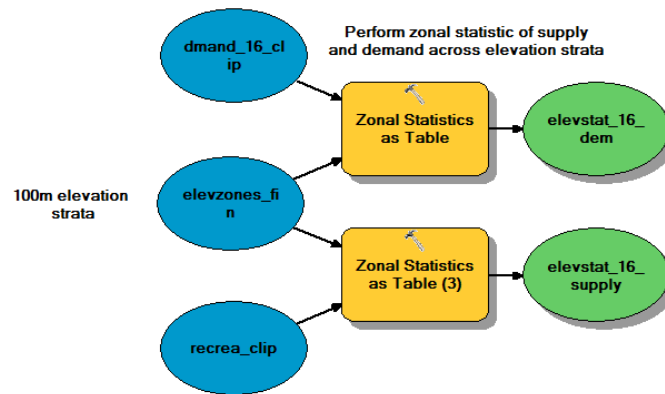 Perform zonal statistic of supply
and demand across elevation strata
dmand_16_cl
ip
Zonal Statistics
as Table
elevstat_16_
dem
100m elevation
strata
elevzones_fi
n
Zonal Statistics
as Table (3)
elevstat_16_
supply
recrea_clip